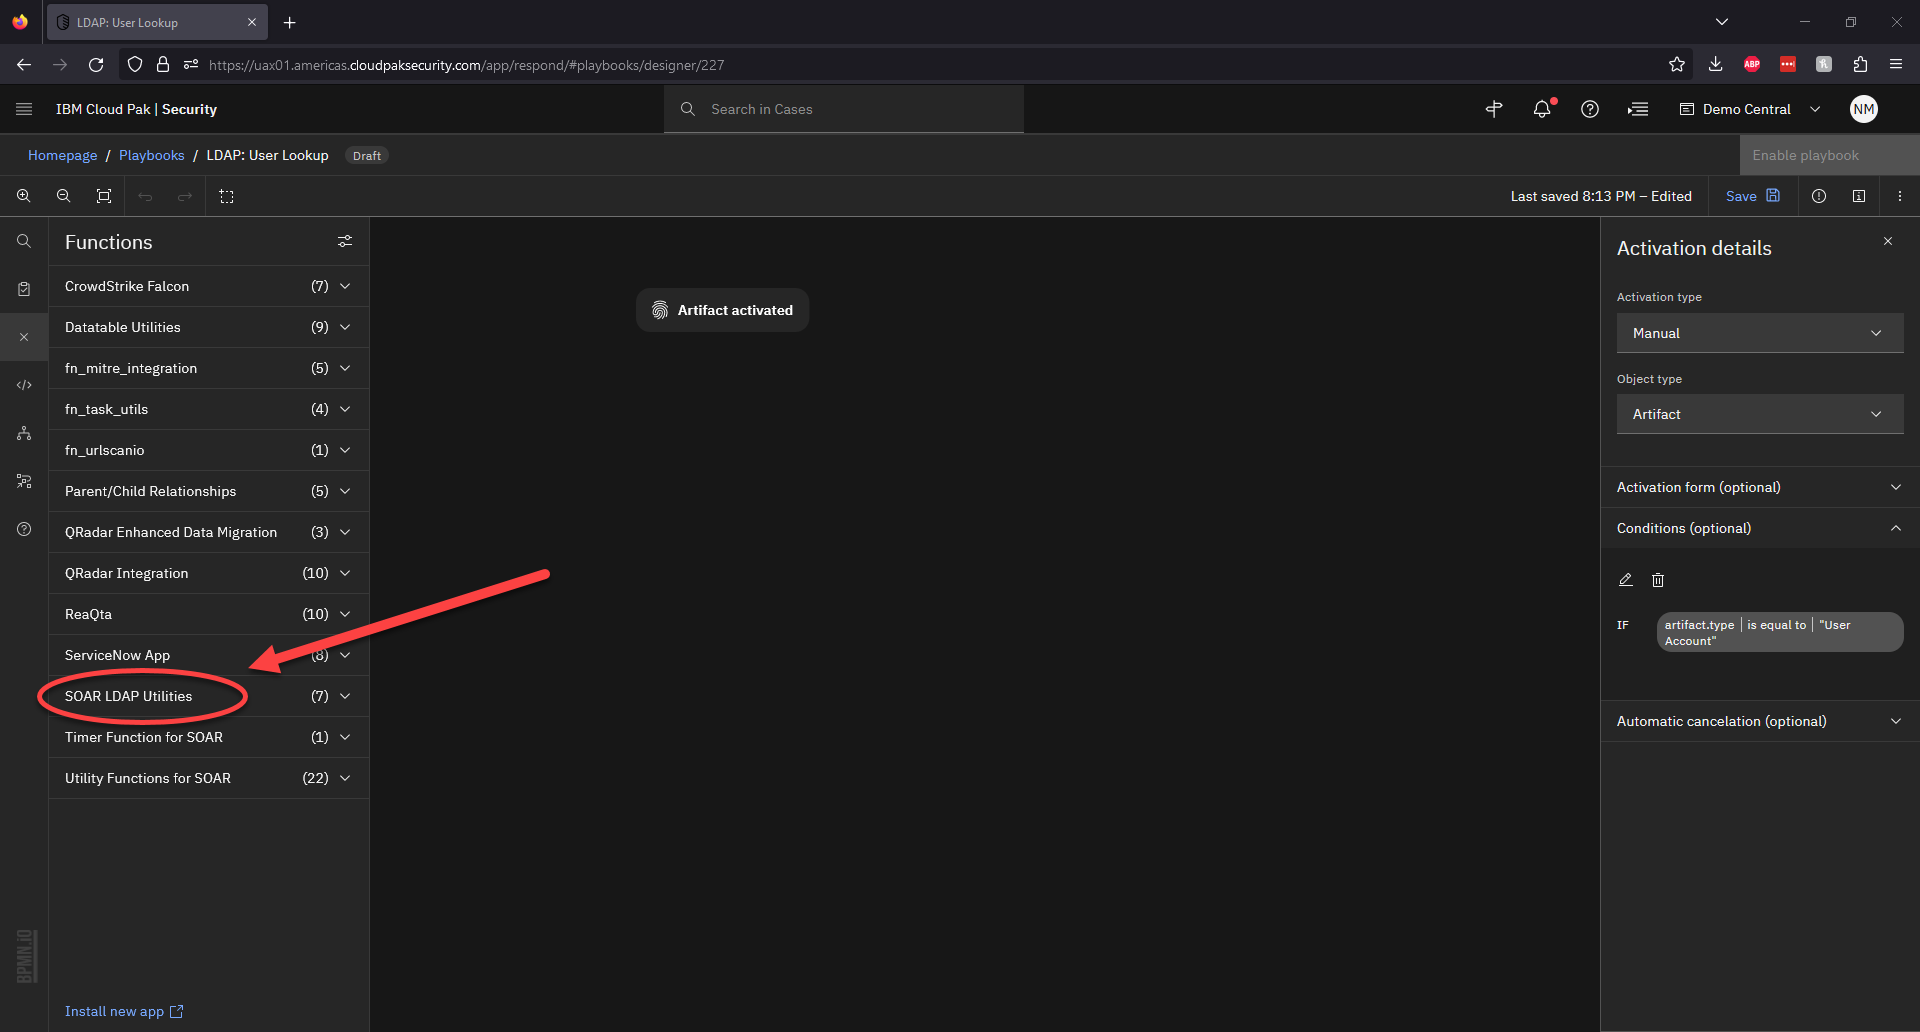 LDAP: User Lookup
https://uax01.americas.cloudpaksecurity.com/app/respond/#playbooks/designer/227
ABP
IBM Cloud Pak | Security
Search in Cases
Demo Central
NM
Homepage / Playbooks / LDAP: User Lookup Draft
Enable playbook
Last saved 8:13 PM – Edited
Save
Functions
CrowdStrike Falcon (7)
Datatable Utilities (9)
fn_mitre_integration (5)
fn_task_utils (4)
fn_urlscanio (1)
Parent/Child Relationships (5)
QRadar Enhanced Data Migration (3)
QRadar Integration (10)
ReaQta (10)
ServiceNow App (8)
SOAR LDAP Utilities (7)
Timer Function for SOAR (1)
Utility Functions for SOAR (22)
Install new app
BPMN.iO
Artifact activated
Activation details
Activation type
Manual
Object type
Artifact
Activation form (optional)
Conditions (optional)
IF
artifact.type | is equal to | "User
Account"
Automatic cancelation (optional)